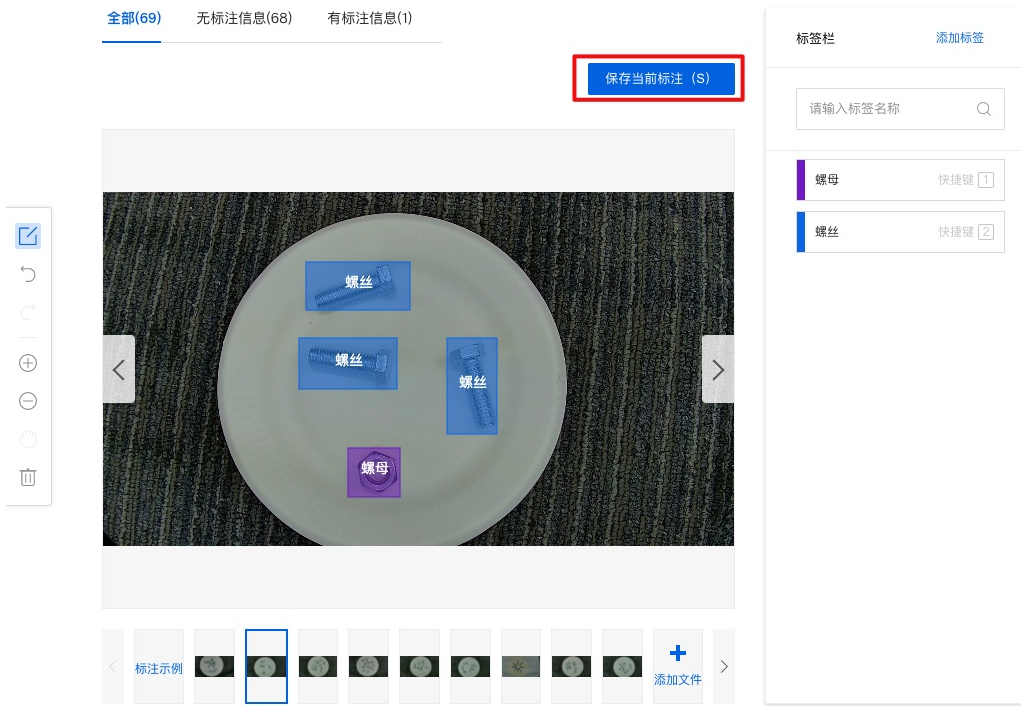 全部(69) 无标注信息(68) 有标注信息(1)
保存当前标注（S）
标签栏 添加标签
请输入标签名称
螺母 快捷键 1
螺丝 快捷键 2
螺丝
螺丝
螺丝
螺母
标注示例
添加文件